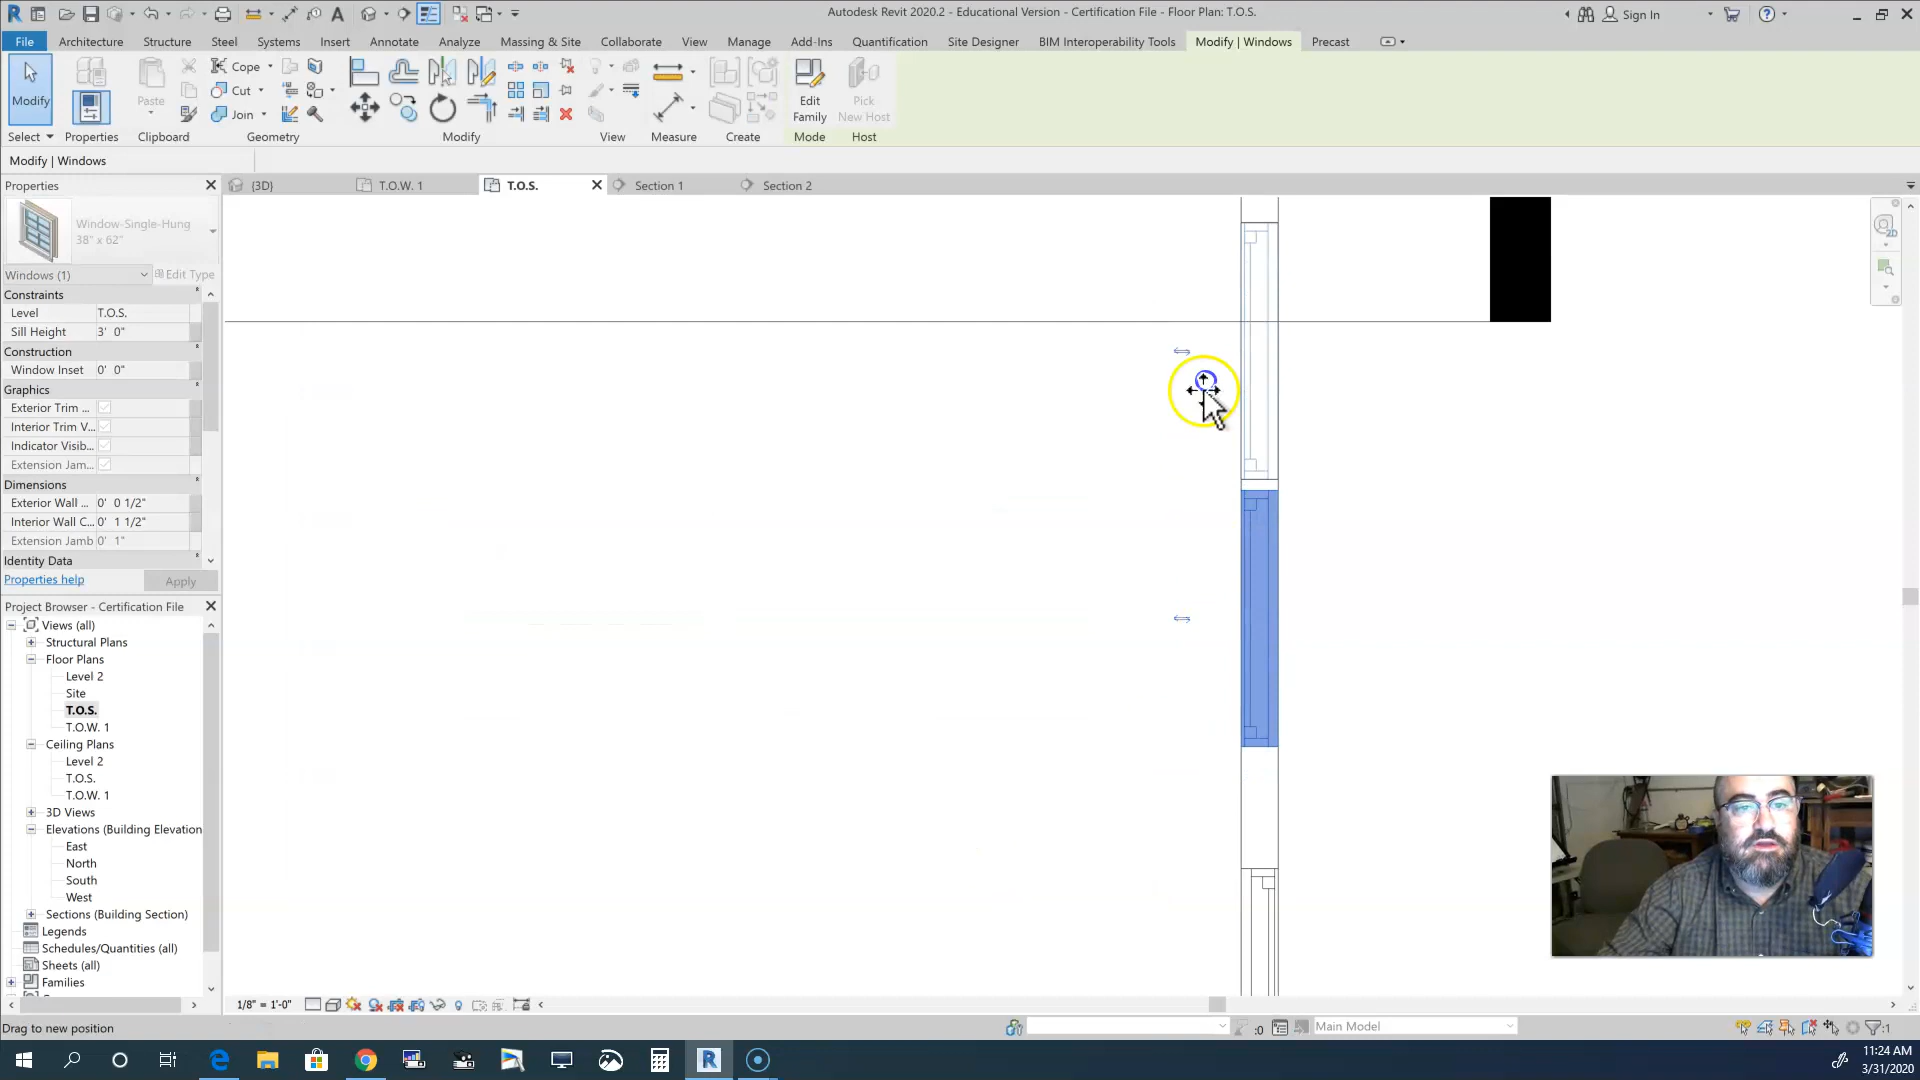 Autodesk Revit 2020.2 - Educational Version - Certification File - Floor Plan: T.O.S.
Sign In
File Architecture Structure Steel Systems Insert Annotate Analyze Massing & Site Collaborate View Manage Add-Ins Quantification Site Designer BIM Interoperability Tools Modify | Windows Precast
Modify
Paste
Cope
Cut
Join
Edit
Family
Pick
New Host
Select Properties Clipboard Geometry Modify View Measure Create Mode Host
Modify | Windows
Properties
{3D} T.O.W. 1 T.O.S. Section 1 Section 2
Window-Single-Hung
38" x 62"
Windows (1) Edit Type
Constraints
Level T.O.S.
Sill Height 3' 0"
Construction
Window Inset 0' 0"
Graphics
Exterior Trim ...
Interior Trim V...
Indicator Visib...
Extension Jam...
Dimensions
Exterior Wall ... 0' 0 1/2"
Interior Wall C... 0' 1 1/2"
Extension Jamb 0' 1"
Identity Data
Properties help Apply
Project Browser - Certification File
Views (all)
Structural Plans
Floor Plans
Level 2
Site
T.O.S.
T.O.W. 1
Ceiling Plans
Level 2
T.O.S.
T.O.W. 1
3D Views
Elevations (Building Elevation
East
North
South
West
Sections (Building Section)
Legends
Schedules/Quantities (all)
Sheets (all)
Families
1/8" = 1'-0"
Drag to new position
:0
Main Model
:1
11:24 AM
3/31/2020